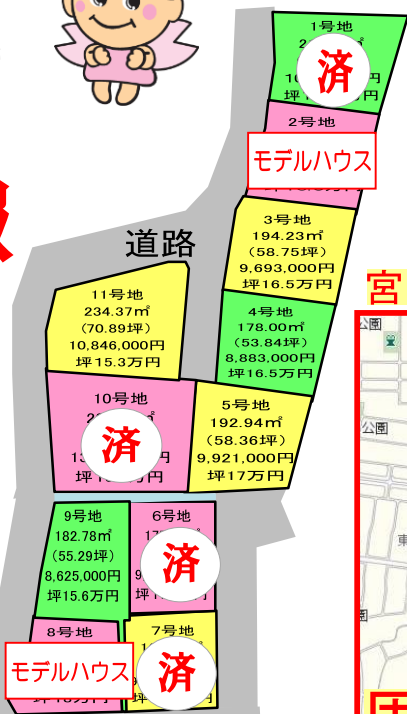 1号地
済
2号地
モデルハウス
3号地
194.23㎡
(58.75坪)
9,693,000円
坪16.5万円
道路
4号地
178.00㎡
(53.84坪)
8,883,000円
坪16.5万円
11号地
234.37㎡
(70.89坪)
10,846,000円
坪15.3万円
10号地
済
5号地
192.94㎡
(58.36坪)
9,921,000円
坪17万円
9号地
182.78㎡
(55.29坪)
8,625,000円
坪15.6万円
6号地
済
8号地
モデルハウス
7号地
済
宮
公園
公園
東